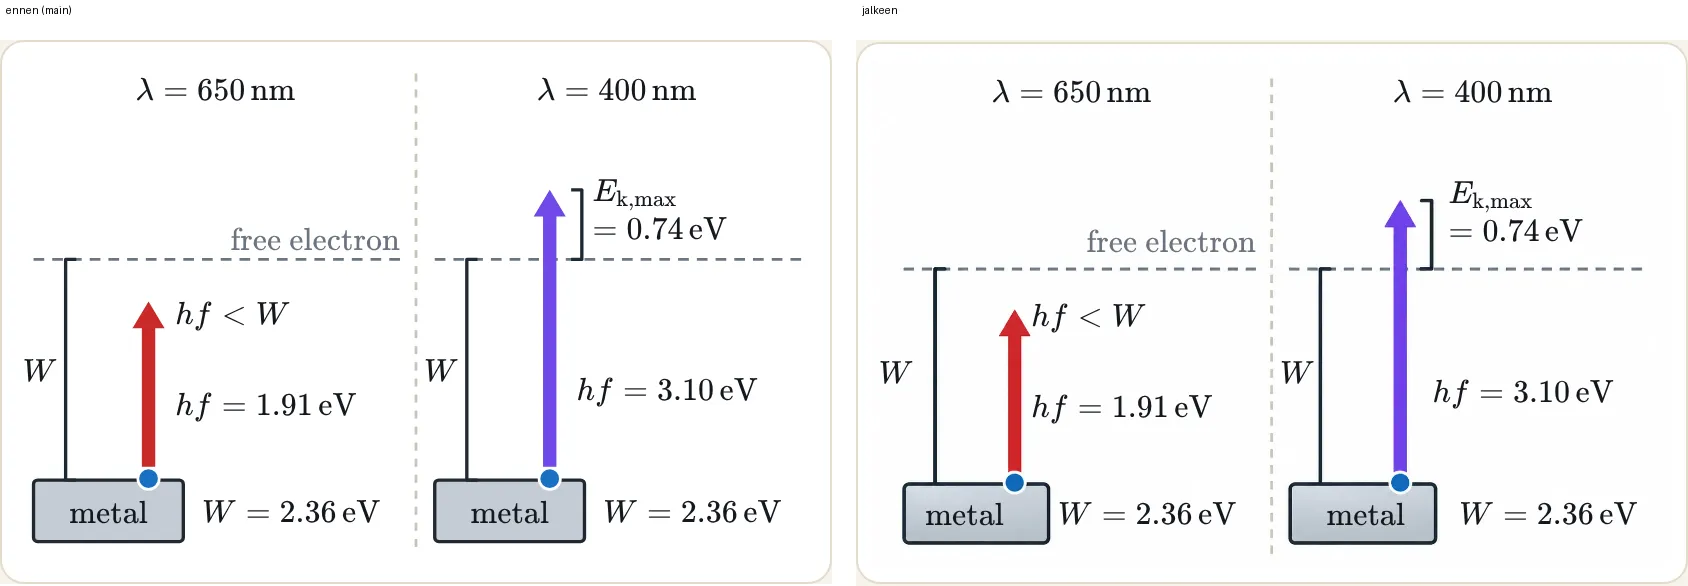 ennen (main)
λ = 650 nm
λ = 400 nm
E_k,max
= 0.74 eV
free electron
hf < W
W
W
hf = 3.10 eV
hf = 1.91 eV
metal
W = 2.36 eV
metal
W = 2.36 eV
jalkeen
λ = 650 nm
λ = 400 nm
E_k,max
= 0.74 eV
free electron
hf < W
W
W
hf = 3.10 eV
hf = 1.91 eV
metal
W = 2.36 eV
metal
W = 2.36 eV